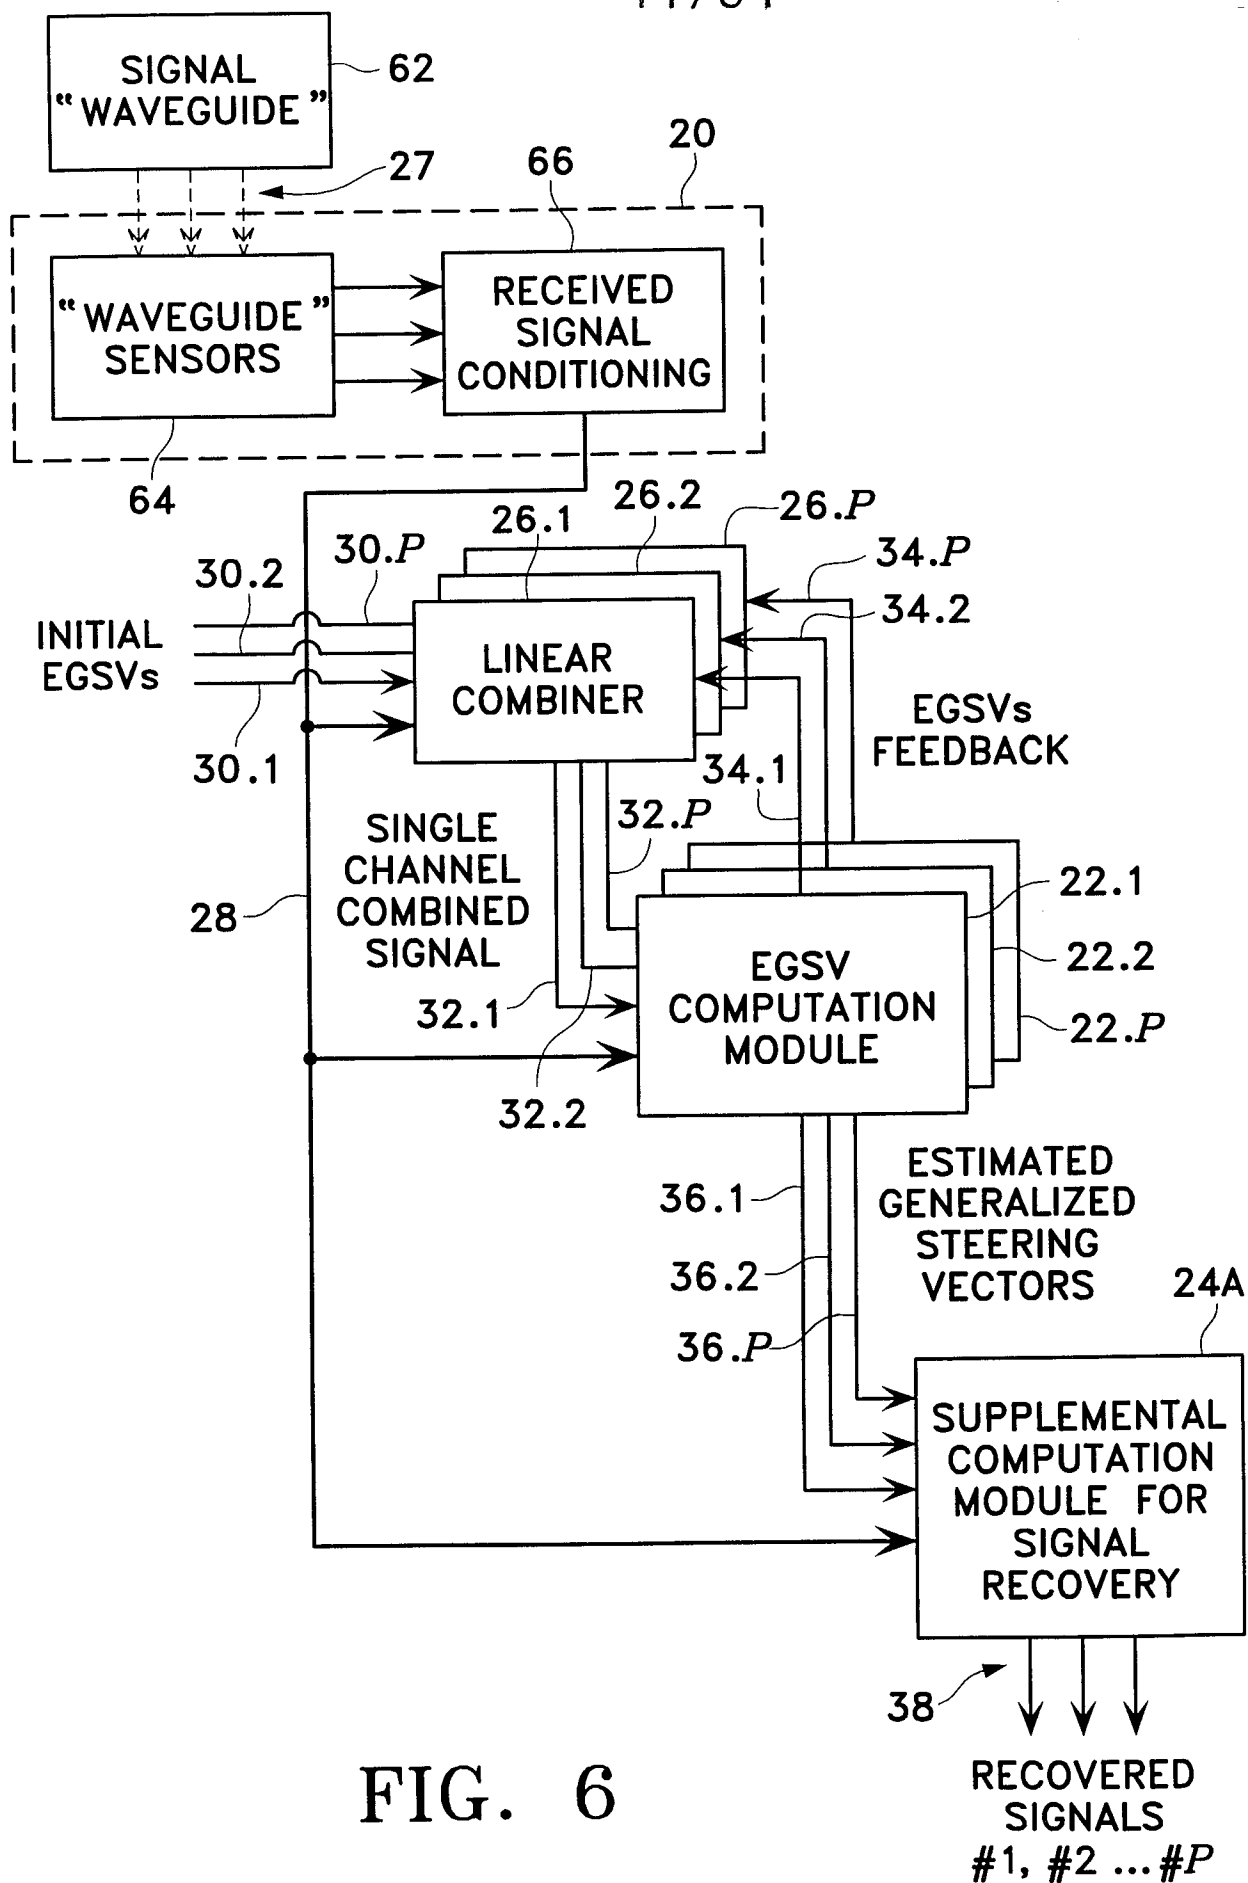 SIGNAL
“WAVEGUIDE”
62
27
20
66
“WAVEGUIDE”
SENSORS
RECEIVED
SIGNAL
CONDITIONING
64
26.1
26.2
26.P
30.P
30.2
34.P
34.2
INITIAL
EGSVs
LINEAR
COMBINER
30.1
EGSVs
FEEDBACK
34.1
32.P
SINGLE
CHANNEL
COMBINED
SIGNAL
28
22.1
22.2
22.P
EGSV
COMPUTATION
MODULE
32.1
32.2
36.1
36.2
36.P
ESTIMATED
GENERALIZED
STEERING
VECTORS
24A
SUPPLEMENTAL
COMPUTATION
MODULE FOR
SIGNAL
RECOVERY
38
RECOVERED
SIGNALS
#1, #2 ... #P
FIG. 6